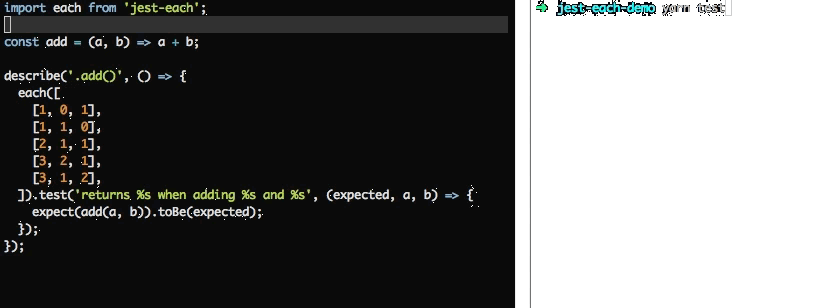 import each from 'jest-each';
const add = (a, b) => a + b;
describe('.add()', () => {
each([
[1, 0, 1],
[1, 1, 0],
[2, 1, 1],
[3, 2, 1],
[3, 1, 2],
]).test('returns %s when adding %s and %s', (expected, a, b) => {
expect(add(a, b)).toBe(expected);
});
});
➜ jest-each-demo yarn test